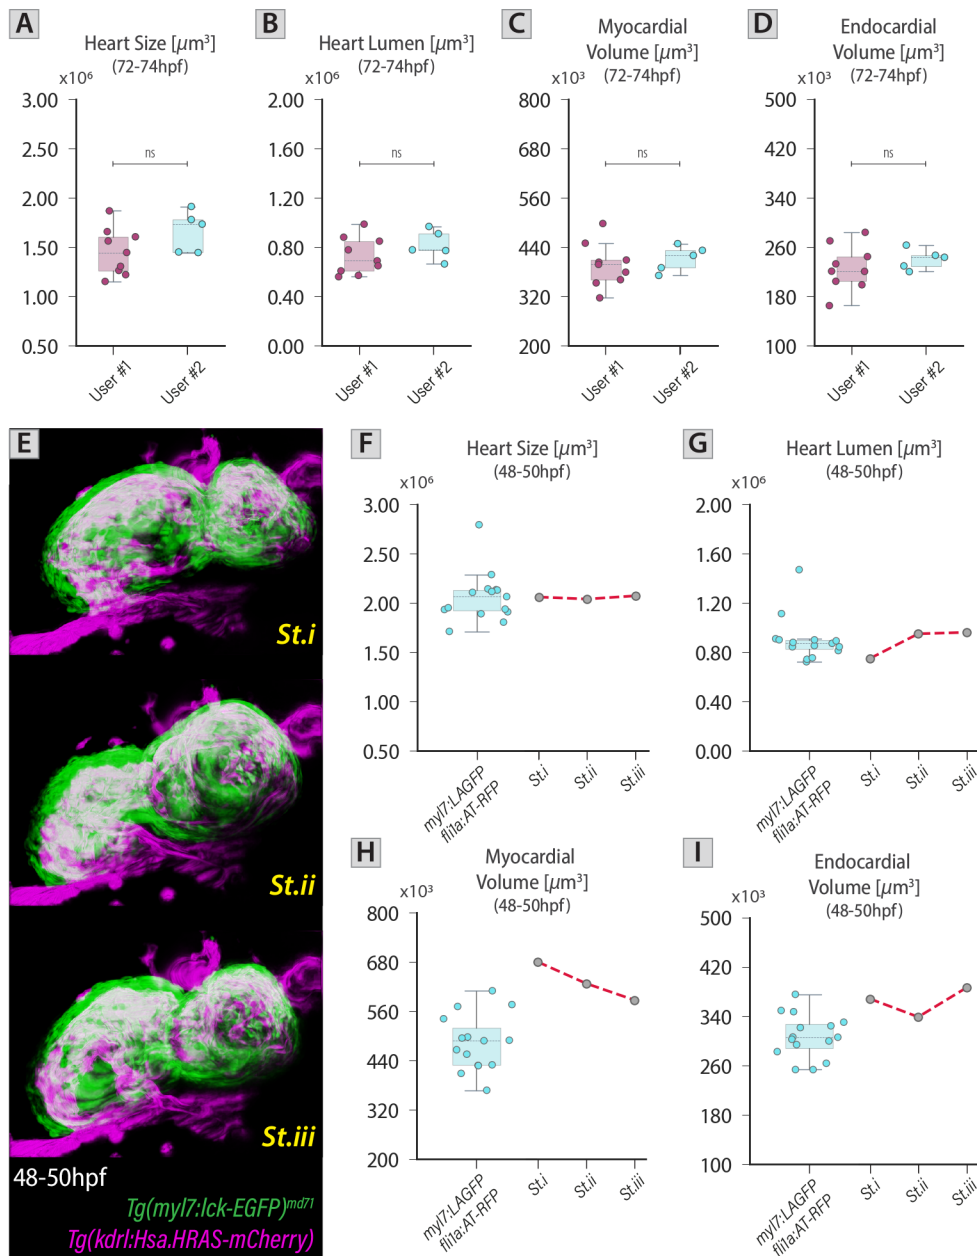 A
Heart Size [µm³]
(72-74hpf)
x10⁶
3.00
2.50
2.00
1.50
1.00
0.50
ns
User #1
User #2
B
Heart Lumen [µm³]
(72-74hpf)
x10⁶
2.00
1.60
1.20
0.80
0.40
0.00
ns
User #1
User #2
C
Myocardial
Volume [µm³]
(72-74hpf)
x10³
800
680
560
440
320
200
ns
User #1
User #2
D
Endocardial
Volume [µm³]
(72-74hpf)
x10³
500
420
340
260
180
100
ns
User #1
User #2
E
St.i
St.ii
St.iii
48-50hpf
Tg(myl7:lck-EGFP)ᵐᵈ⁷¹
Tg(kdrl:Hsa.HRAS-mCherry)
F
Heart Size [µm³]
(48-50hpf)
x10⁶
3.00
2.50
2.00
1.50
1.00
0.50
myl7:LAGFP
fli1a:AT-RFP
St.i
St.ii
St.iii
G
Heart Lumen [µm³]
(48-50hpf)
x10⁶
2.00
1.60
1.20
0.80
0.40
0.00
myl7:LAGFP
fli1a:AT-RFP
St.i
St.ii
St.iii
H
Myocardial
Volume [µm³]
(48-50hpf)
x10³
800
680
560
440
320
200
myl7:LAGFP
fli1a:AT-RFP
St.i
St.ii
St.iii
I
Endocardial
Volume [µm³]
(48-50hpf)
x10³
500
420
340
260
180
100
myl7:LAGFP
fli1a:AT-RFP
St.i
St.ii
St.iii